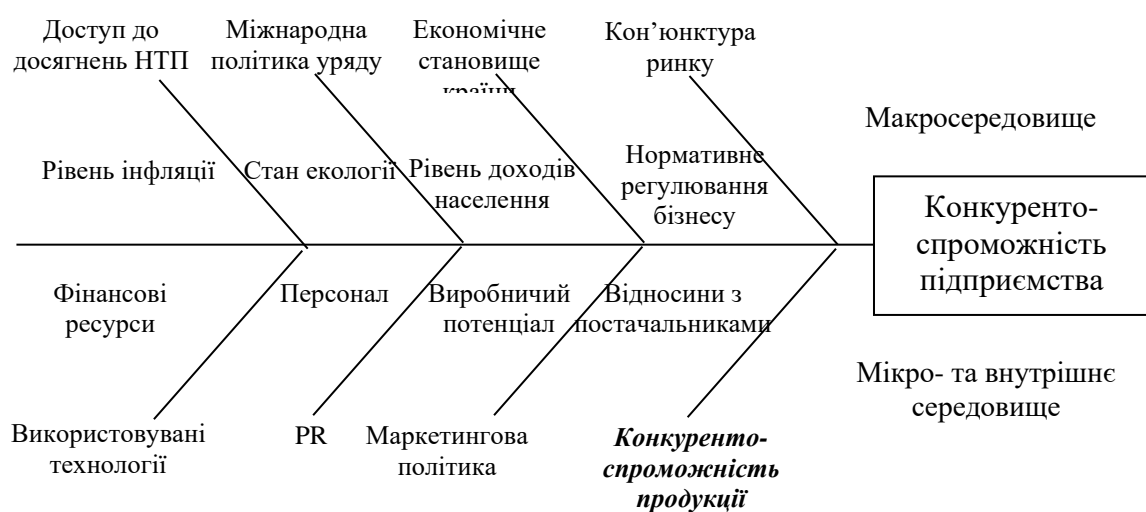 Доступ до
досягнень НТП
Міжнародна
політика уряду
Економічне
становище
країни
Кон’юнктура
ринку
Макросередовище
Рівень інфляції
Стан екології
Рівень доходів
населення
Нормативне
регулювання
бізнесу
Конкуренто-
спроможність
підприємства
Фінансові
ресурси
Персонал
Виробничий
потенціал
Відносини з
постачальниками
Мікро- та внутрішнє
середовище
Використовувані
технології
PR
Маркетингова
політика
Конкуренто-
спроможність
продукції